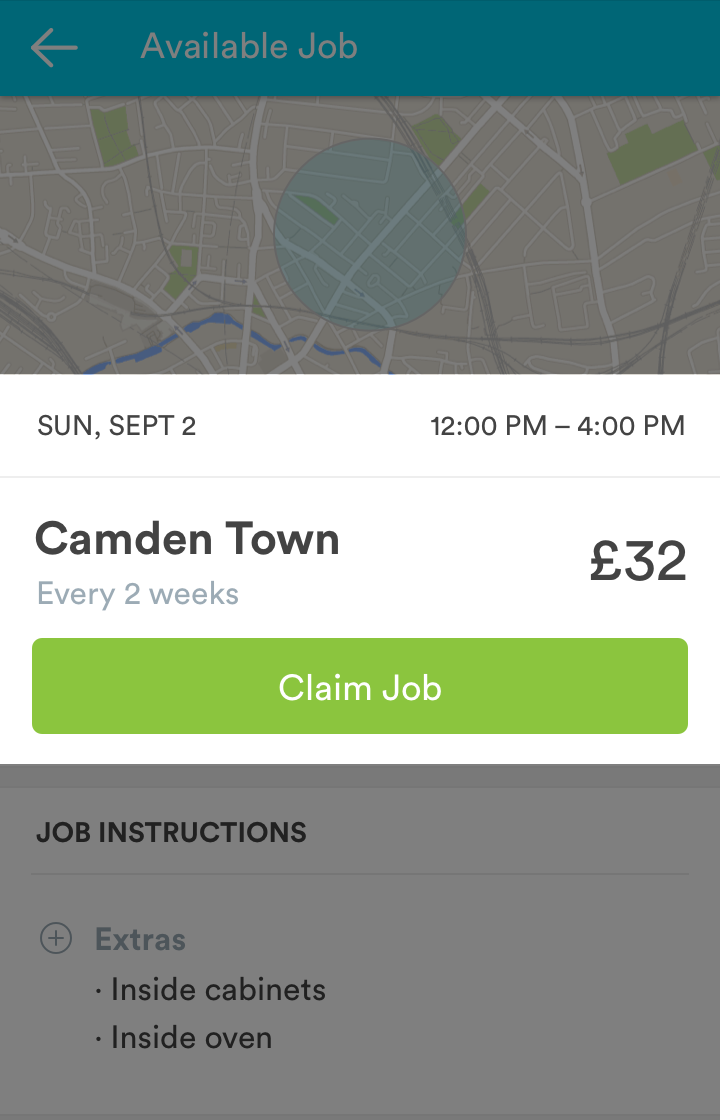 Available Job
SUN, SEPT 2 12:00 PM – 4:00 PM
Camden Town
£32
Every 2 weeks
Claim Job
JOB INSTRUCTIONS
Extras
· Inside cabinets
· Inside oven